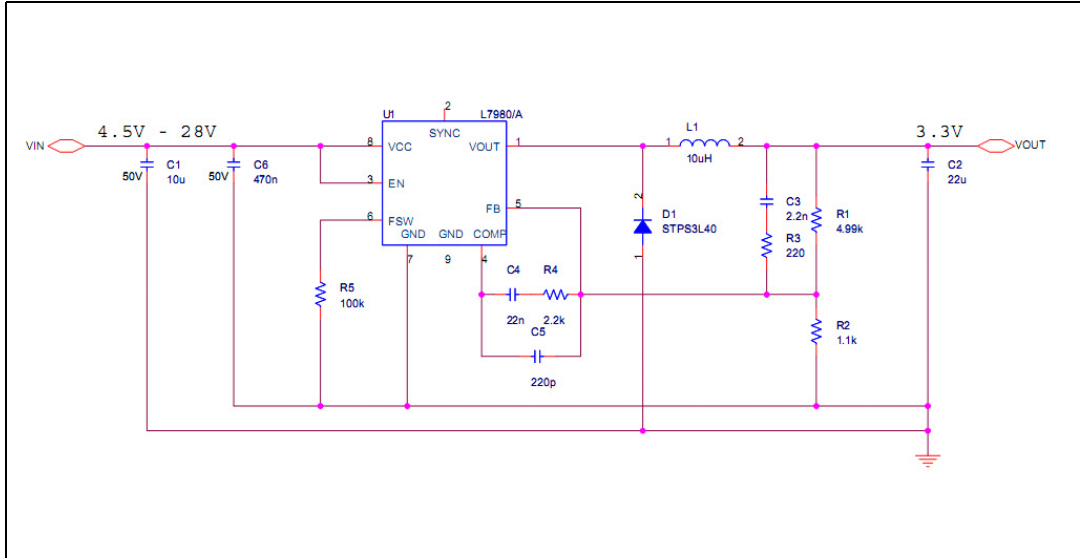 U1
L7980/A
2
SYNC
4.5V - 28V
VIN
8
VCC
VOUT
1
3
EN
FB
5
6
FSW
GND
GND
COMP
7
9
4
50V
C1
10u
50V
C6
470n
R5
100k
C4
22n
R4
2.2k
C5
220p
2
D1
STPS3L40
1
L1
1
2
10uH
3.3V
VOUT
C3
2.2n
R3
220
R1
4.99k
R2
1.1k
C2
22u